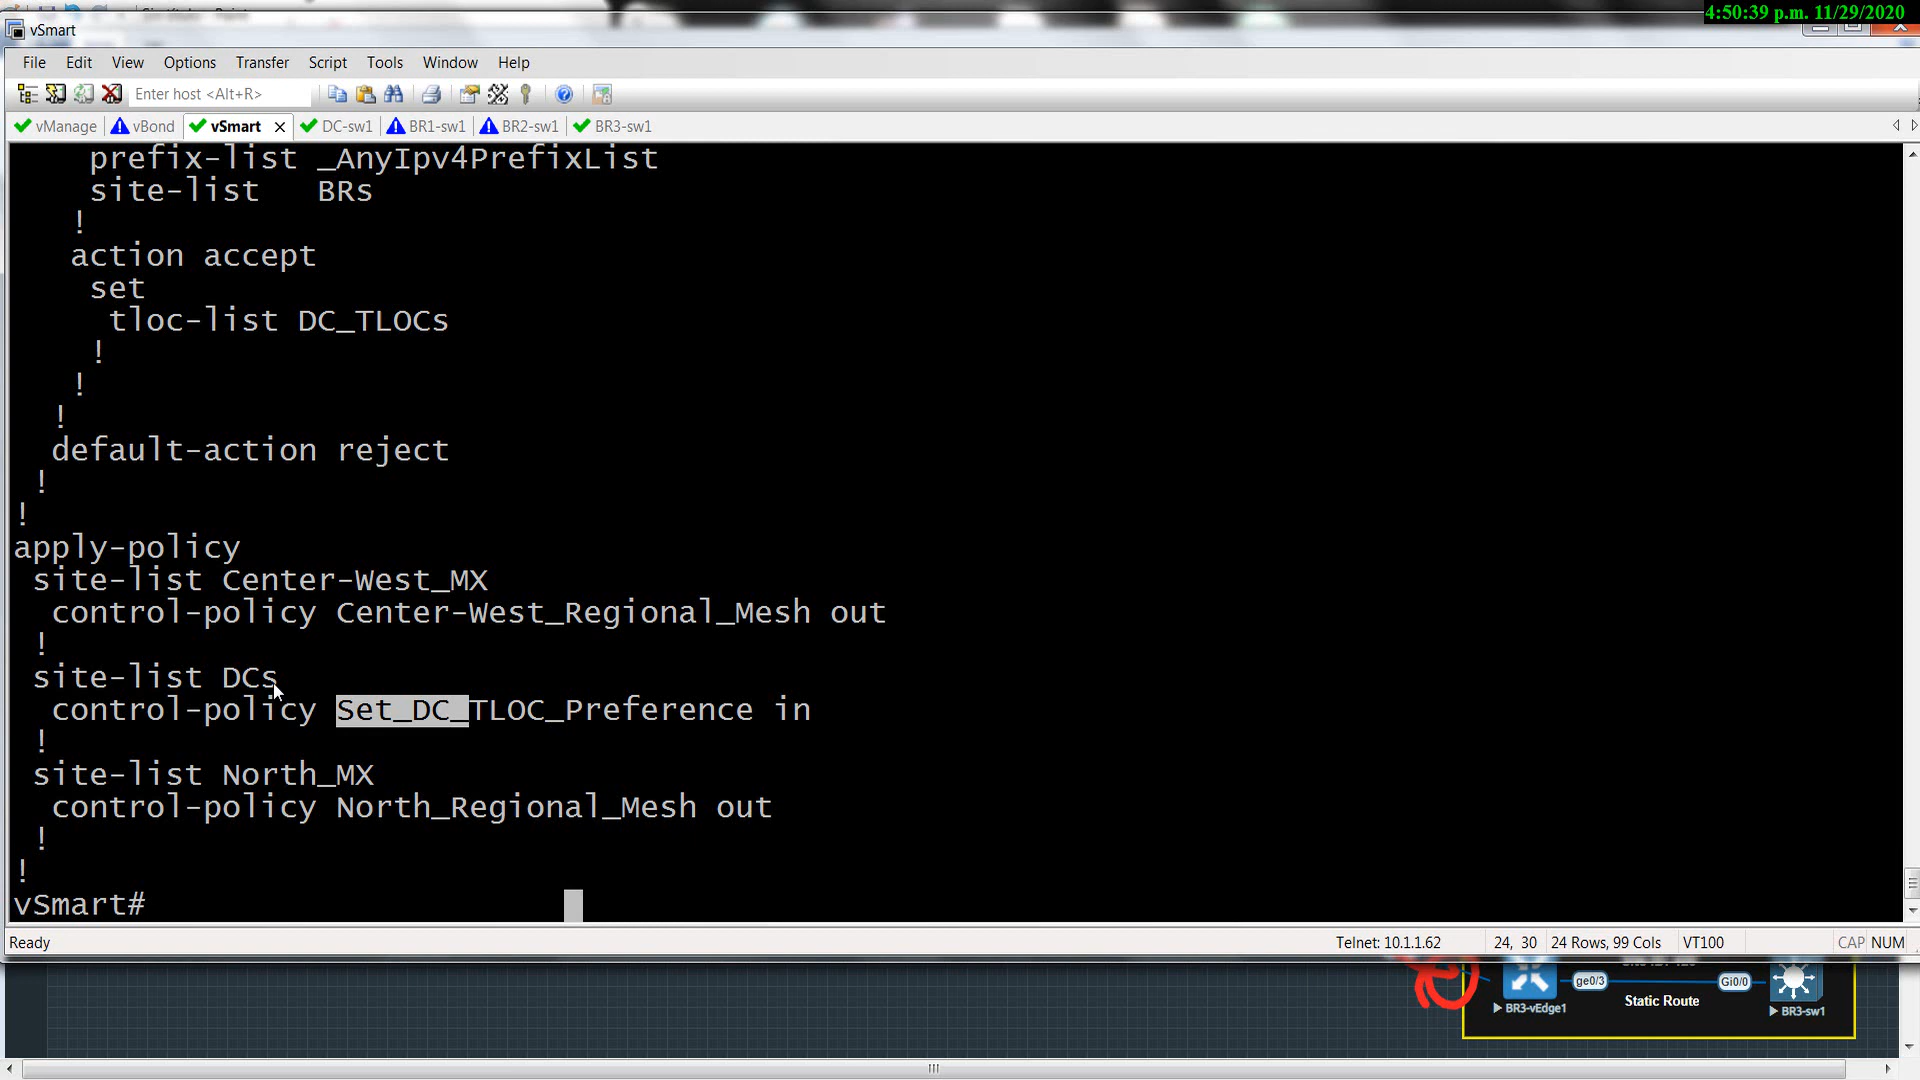 4:50:39 p.m. 11/29/2020
vSmart
File Edit View Options Transfer Script Tools Window Help
Enter host <Alt+R>
vManage vBond vSmart DC-sw1 BR1-sw1 BR2-sw1 BR3-sw1
prefix-list _AnyIpv4PrefixList
site-list BRs
!
action accept
set
tloc-list DC_TLOCs
!
!
!
default-action reject
!
!
apply-policy
site-list Center-West_MX
control-policy Center-West_Regional_Mesh out
!
site-list DCs
control-policy Set_DC_TLOC_Preference in
!
site-list North_MX
control-policy North_Regional_Mesh out
!
!
vSmart#
Ready Telnet: 10.1.1.62 24, 30 24 Rows, 99 Cols VT100 CAP NUM
ge0/3 Gi0/0
Static Route
BR3-vEdge1 BR3-sw1